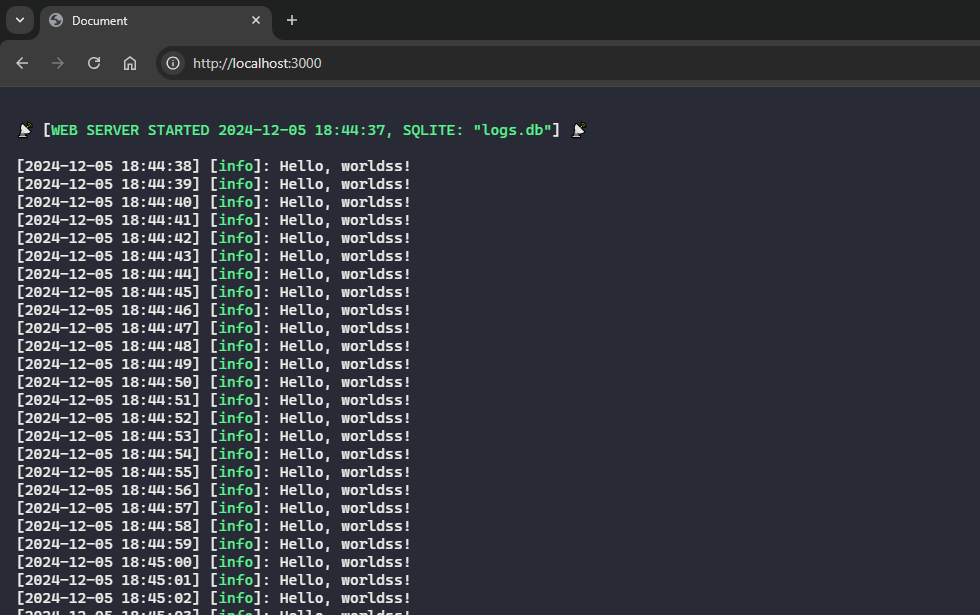 Document
http://localhost:3000
📡 [WEB SERVER STARTED 2024-12-05 18:44:37, SQLITE: "logs.db"] 📡
[2024-12-05 18:44:38] [info]: Hello, worldss!
[2024-12-05 18:44:39] [info]: Hello, worldss!
[2024-12-05 18:44:40] [info]: Hello, worldss!
[2024-12-05 18:44:41] [info]: Hello, worldss!
[2024-12-05 18:44:42] [info]: Hello, worldss!
[2024-12-05 18:44:43] [info]: Hello, worldss!
[2024-12-05 18:44:44] [info]: Hello, worldss!
[2024-12-05 18:44:45] [info]: Hello, worldss!
[2024-12-05 18:44:46] [info]: Hello, worldss!
[2024-12-05 18:44:47] [info]: Hello, worldss!
[2024-12-05 18:44:48] [info]: Hello, worldss!
[2024-12-05 18:44:49] [info]: Hello, worldss!
[2024-12-05 18:44:50] [info]: Hello, worldss!
[2024-12-05 18:44:51] [info]: Hello, worldss!
[2024-12-05 18:44:52] [info]: Hello, worldss!
[2024-12-05 18:44:53] [info]: Hello, worldss!
[2024-12-05 18:44:54] [info]: Hello, worldss!
[2024-12-05 18:44:55] [info]: Hello, worldss!
[2024-12-05 18:44:56] [info]: Hello, worldss!
[2024-12-05 18:44:57] [info]: Hello, worldss!
[2024-12-05 18:44:58] [info]: Hello, worldss!
[2024-12-05 18:44:59] [info]: Hello, worldss!
[2024-12-05 18:45:00] [info]: Hello, worldss!
[2024-12-05 18:45:01] [info]: Hello, worldss!
[2024-12-05 18:45:02] [info]: Hello, worldss!